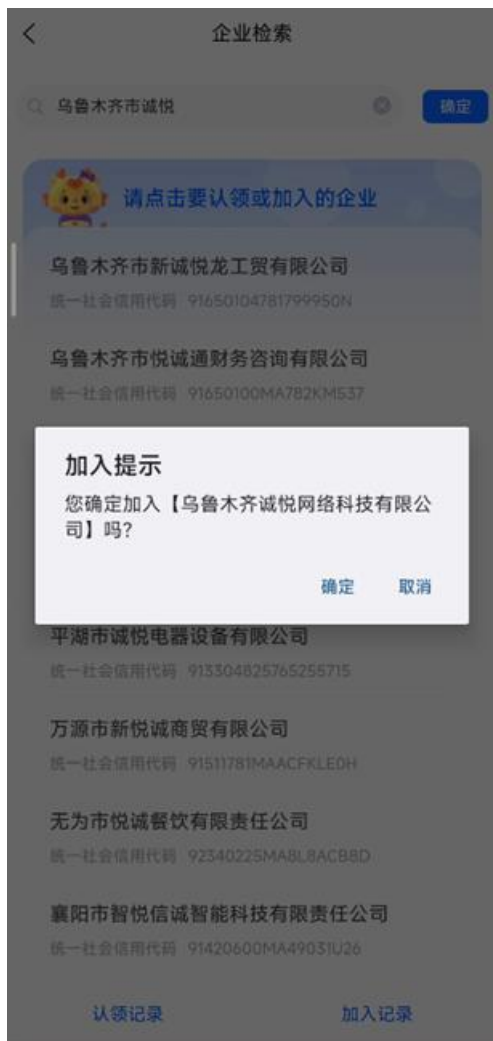 企业检索
乌鲁木齐市诚悦
确定
请点击要认领或加入的企业
乌鲁木齐市新诚悦龙工贸有限公司
统一社会信用代码 91650104781799950N
乌鲁木齐市悦诚通财务咨询有限公司
统一社会信用代码 91650100MA782KM537
加入提示
您确定加入【乌鲁木齐诚悦网络科技有限公
司】吗?
确定 取消
平湖市诚悦电器设备有限公司
统一社会信用代码 913304825765255715
万源市新悦诚商贸有限公司
统一社会信用代码 91511781MAACFKLE0H
无为市悦诚餐饮有限责任公司
统一社会信用代码 92340225MA8L8ACB8D
襄阳市智悦信诚智能科技有限责任公司
统一社会信用代码 91420600MA49031U26
认领记录 加入记录